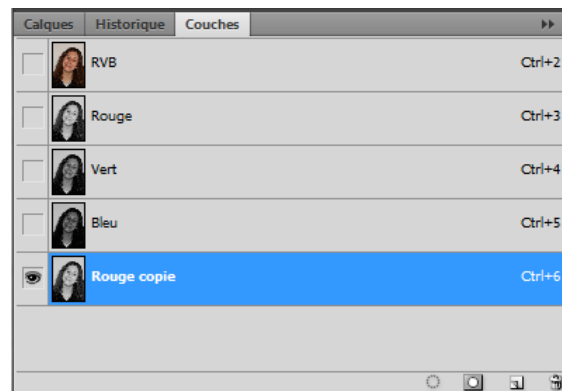 Calques Historique Couches
RVB Ctrl+2
Rouge Ctrl+3
Vert Ctrl+4
Bleu Ctrl+5
Rouge copie Ctrl+6